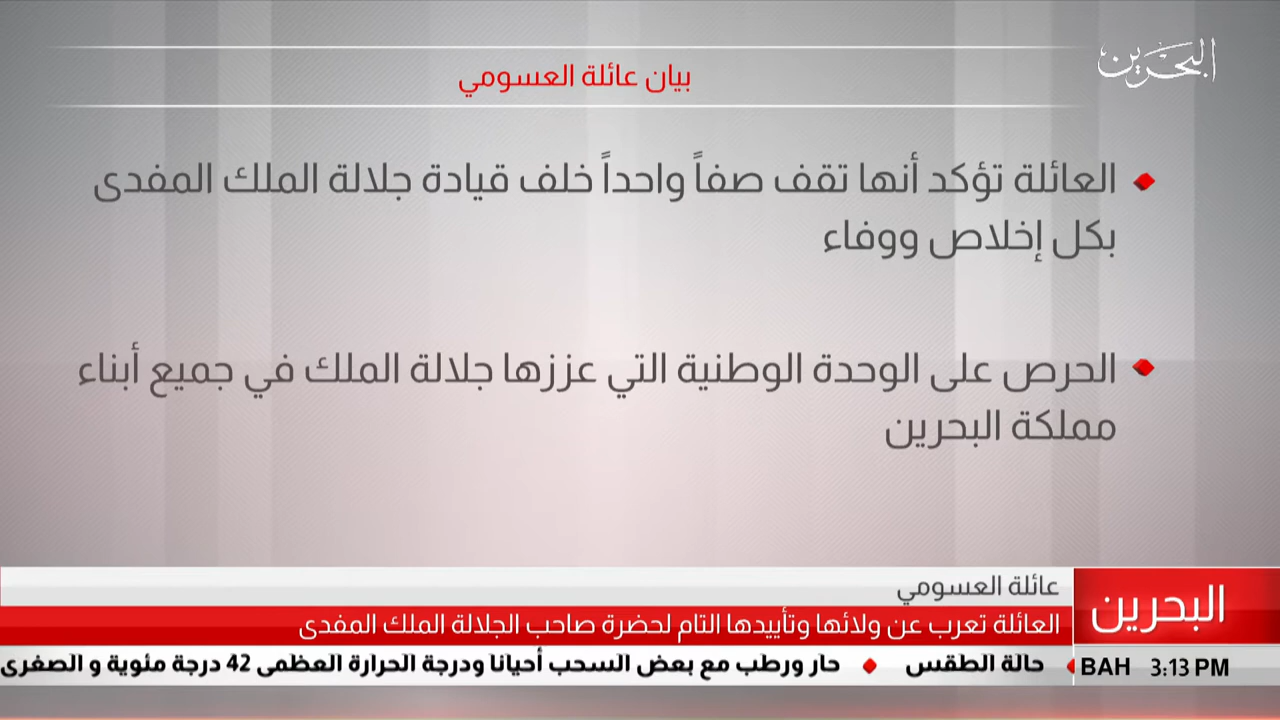 البحرين
بيان عائلة العسومي
العائلة تؤكد أنها تقف صفاً واحداً خلف قيادة جلالة الملك المفدى
بكل إخلاص ووفاء
الحرص على الوحدة الوطنية التي عززها جلالة الملك في جميع أبناء
مملكة البحرين
البحرين
عائلة العسومي
العائلة تعرب عن ولائها وتأييدها التام لحضرة صاحب الجلالة الملك المفدى
BAH 3:13 PM
حالة الطقس ♦ حار ورطب مع بعض السحب أحيانا ودرجة الحرارة العظمى 42 درجة مئوية و الصغرى